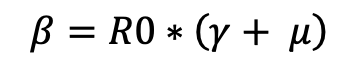 β = R0 * (γ + μ)